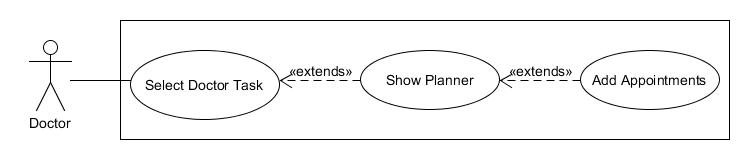 Doctor
Select Doctor Task
«extends»
Show Planner
«extends»
Add Appointments